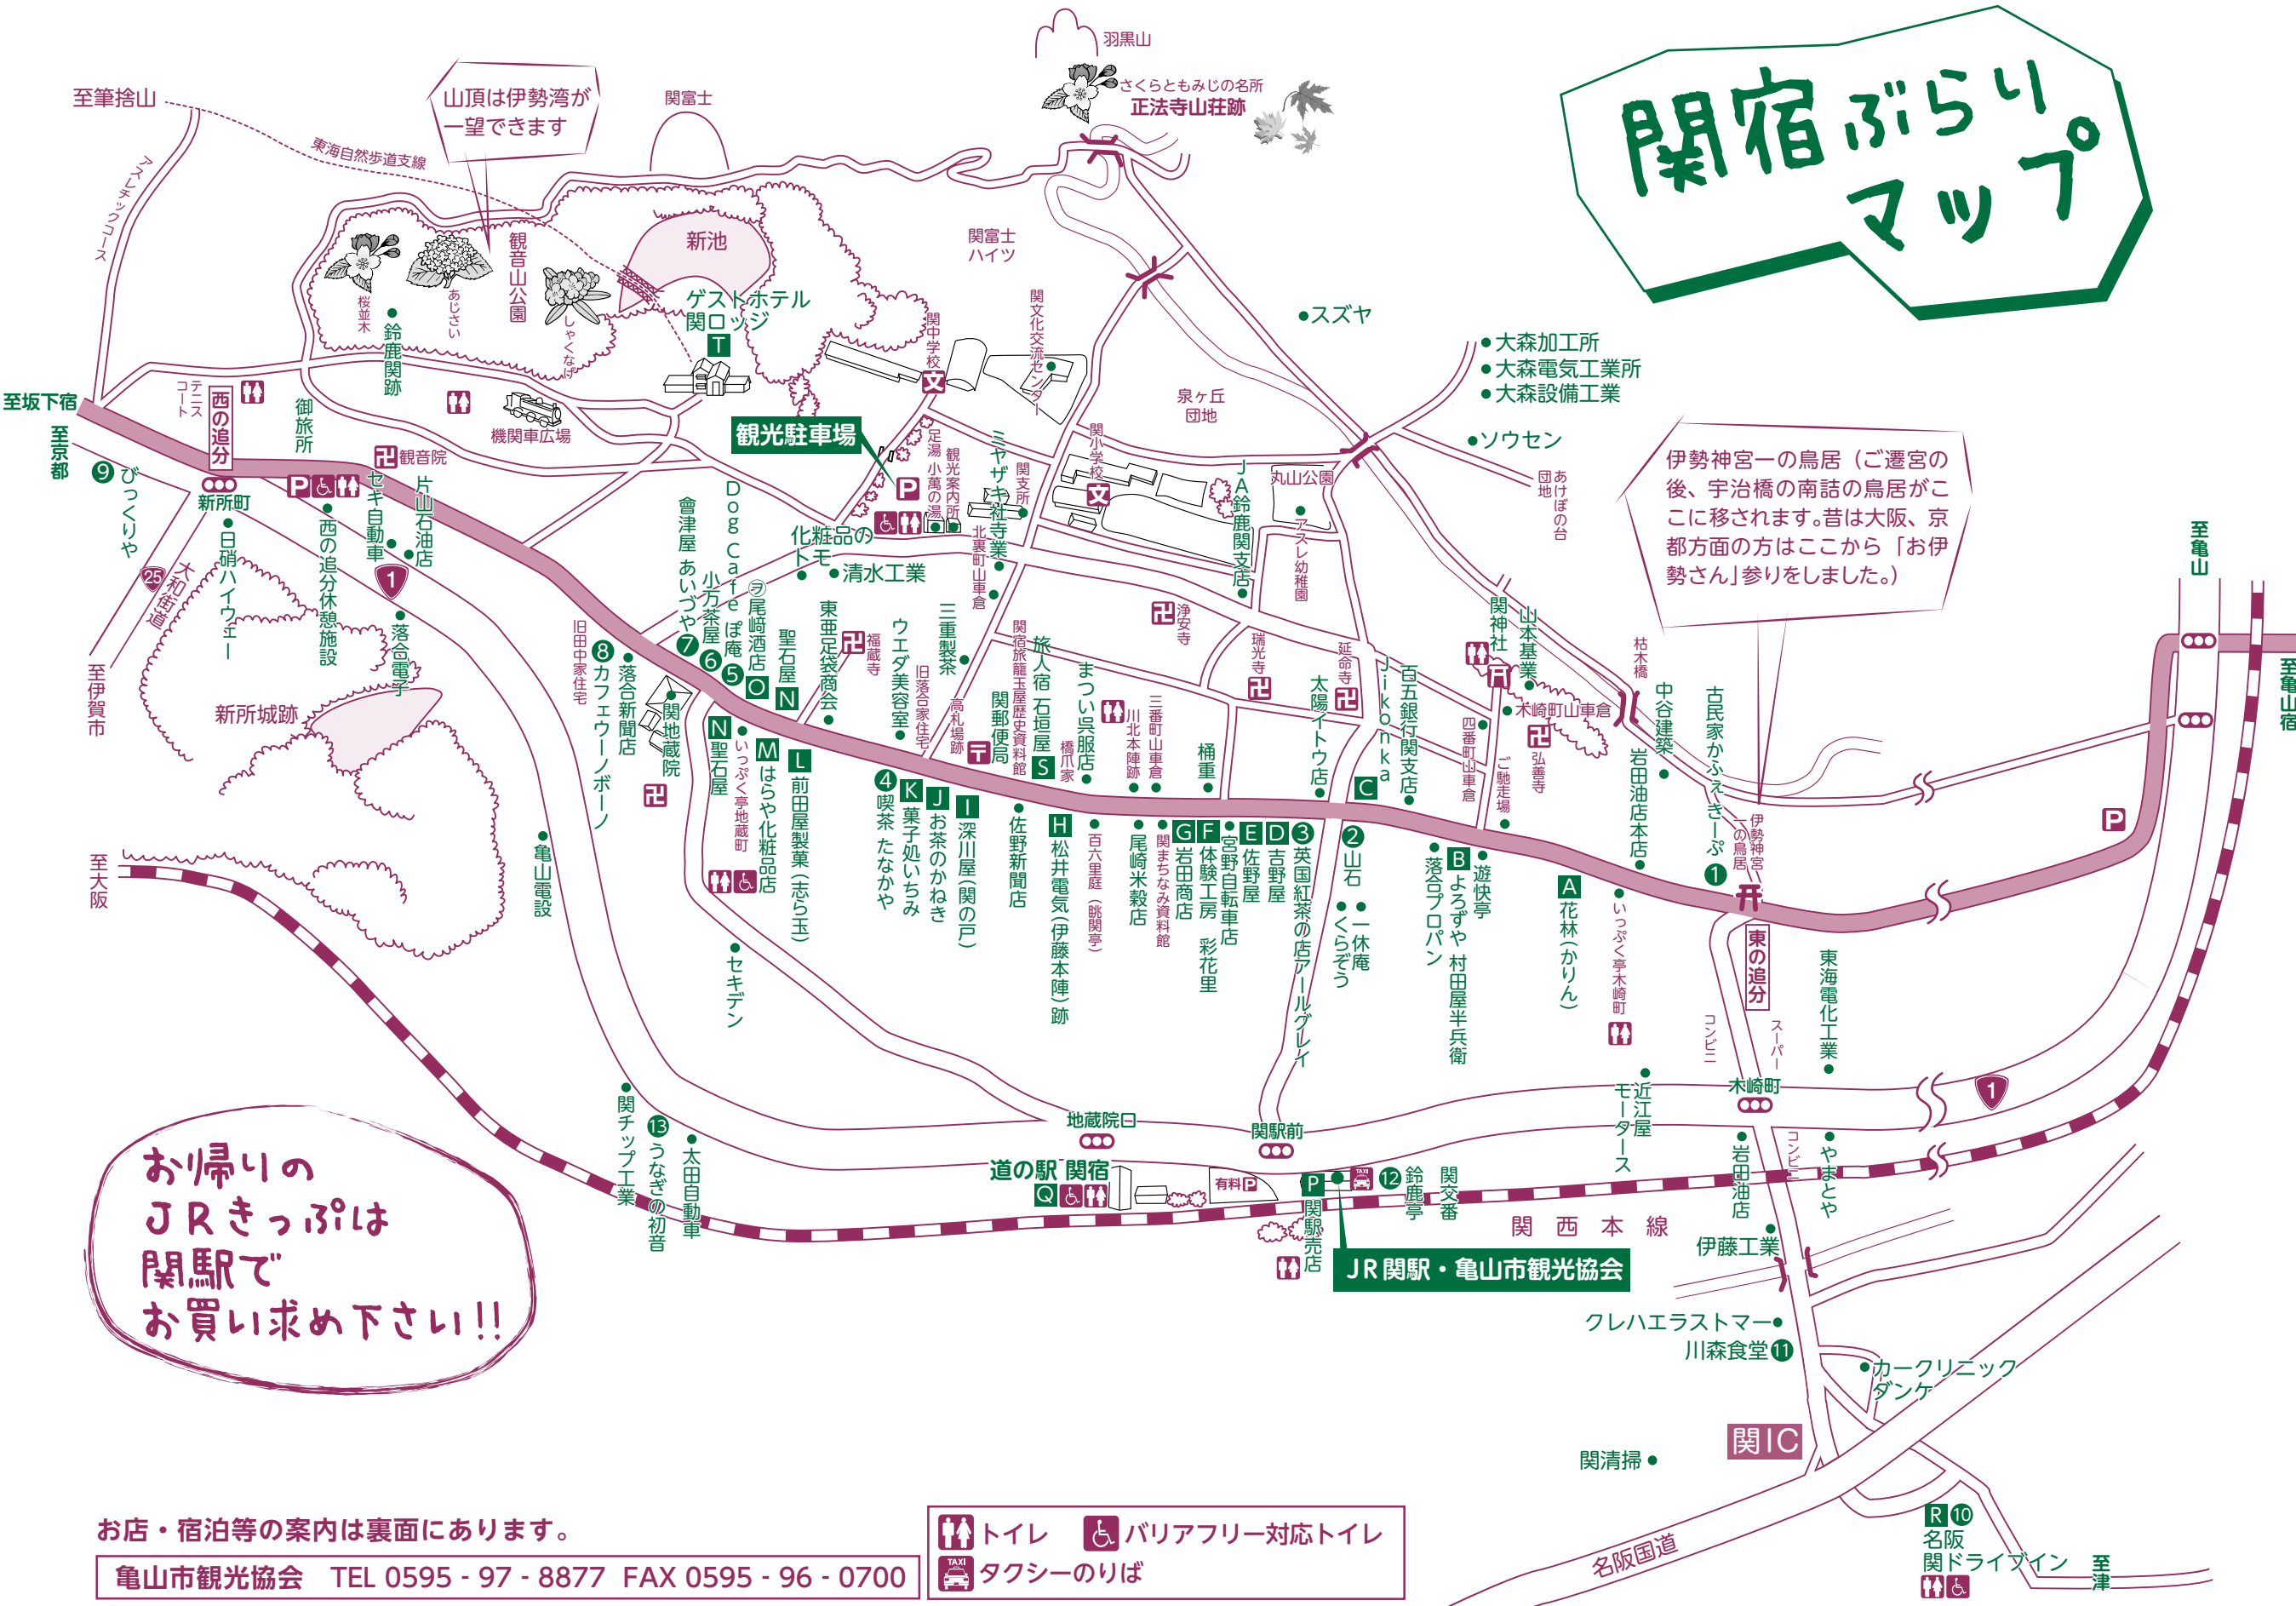 関宿ぶらり
マップ
羽黒山
さくらともみじの名所
正法寺山荘跡
至筆捨山
山頂は伊勢湾が
一望できます
関富士
東海自然歩道支線
アスレチックコース
新池
観音山公園
関富士
ハイツ
桜並木
あじさい
しゃくなげ
鈴鹿関跡
ゲストホテル
関ロッジ
T
関中学校
文
関文化交流センター
スズヤ
大森加工所
大森電気工業所
大森設備工業
ソウセン
泉ヶ丘
団地
あけぼの台
団地
至坂下宿
至京都
テニス
コート
西の追分
御旅所
機関車広場
観光駐車場
P
足湯 小萬の湯
観光案内所
ミヤザキ社寺業
関支所
関小学校
文
JA鈴鹿関支店
丸山公園
アスレ幼稚園
伊勢神宮一の鳥居（ご遷宮の
後、宇治橋の南詰の鳥居がこ
こに移されます。昔は大阪、京
都方面の方はここから「お伊
勢さん」参りをしました。）
至亀山
至亀山宿
9
びっくりや
新所町
観音院
P
セキ自動車
片山石油店
日硝ハイウェー
西の追分休憩施設
1
落合電子
25
大和街道
至伊賀市
新所城跡
至大阪
會津屋 あいづや
7
小万茶屋
6
Dog Cafe ぽ庵
5
ヲ尾﨑酒店
O
聖石屋
N
化粧品の
トモ
清水工業
東亜足袋商会
福蔵寺
北裏町山車倉
三重製茶
ウエダ美容室
旧落合家住宅
高札場跡
関郵便局
関宿旅籠玉屋歴史資料館
旅人宿 石垣屋
S
橋爪家
まつい呉服店
川北本陣跡
三番町山車倉
桶重
浄安寺
瑞光寺
延命寺
太陽イトウ店
Jikonka
C
百五銀行関支店
関神社
山本基業
木崎町山車倉
四番町山車倉
ご馳走場
弘善寺
枯木橋
中谷建築
岩田油店本店
古民家かふぇ きーぷ
1
伊勢神宮
一の鳥居
P
旧田中家住宅
8
カフェウーノボーノ
落合新聞店
関地蔵院
N
聖石屋
いっぷく亭地蔵町
M
はらや化粧品店
L
前田屋製菓（志ら玉）
4
喫茶 たなかや
K
菓子処いちみ
J
お茶のかねき
I
深川屋（関の戸）
佐野新聞店
H
松井電気（伊藤本陣）跡
百六里庭（眺関亭）
尾崎米穀店
関まちなみ資料館
G
岩田商店
F
体験工房 彩花里
宮野自転車店
E
佐野屋
D
吉野屋
3
英国紅茶の店アールグレイ
2
山石
一休庵
くらぞう
落合プロパン
B
よろずや 村田屋半兵衛
遊快亭
A
花林（かりん）
いっぷく亭木崎町
東の追分
コンビニ
スーパー
東海電化工業
亀山電設
セキデン
関チップ工業
13
うなぎの初音
太田自動車
地蔵院口
道の駅 関宿
Q
関駅前
有料P
P
関駅売店
TAXI
12
鈴鹿亭
関交番
JR関駅・亀山市観光協会
関西本線
近江屋
モータース
木崎町
1
岩田油店
コンビニ
やまとや
伊藤工業
クレハエラストマー
川森食堂
11
カークリニック
ダンケ
関IC
関清掃
名阪国道
R
10
名阪
関ドライブイン
至津
お帰りの
JRきっぷは
関駅で
お買い求め下さい!!
お店・宿泊等の案内は裏面にあります。
亀山市観光協会 TEL 0595 - 97 - 8877 FAX 0595 - 96 - 0700
トイレ バリアフリー対応トイレ
TAXI タクシーのりば